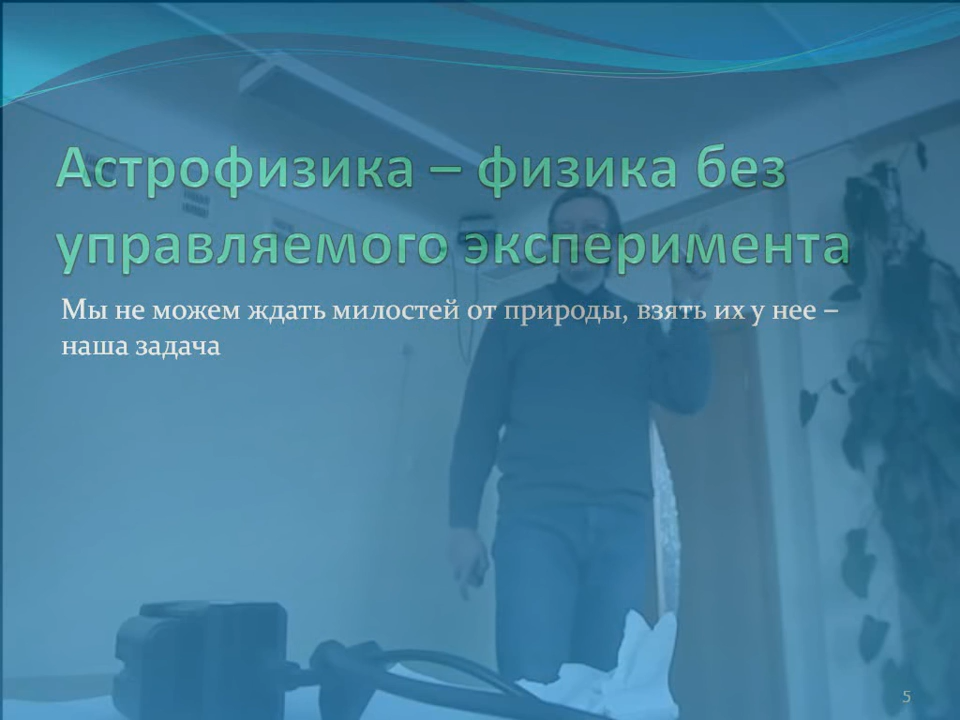 Астрофизика – физика без
управляемого эксперимента
Мы не можем ждать милостей от природы, взять их у нее –
наша задача
5